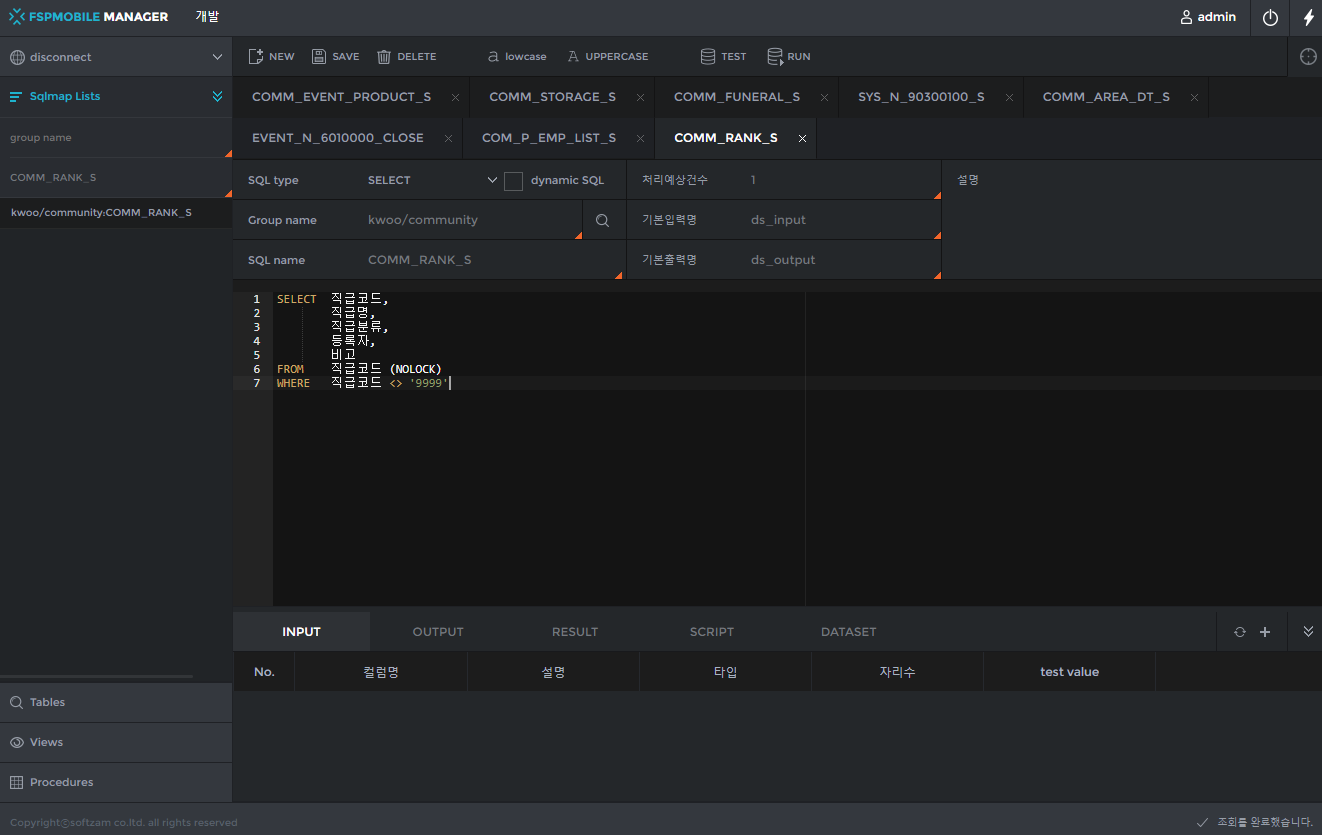 FSPMOBILE MANAGER 개발 admin
disconnect NEW SAVE DELETE a lowcase A UPPERCASE TEST RUN
Sqlmap Lists COMM_EVENT_PRODUCT_S COMM_STORAGE_S COMM_FUNERAL_S SYS_N_90300100_S COMM_AREA_DT_S
group name EVENT_N_6010000_CLOSE COM_P_EMP_LIST_S COMM_RANK_S
COMM_RANK_S SQL type SELECT dynamic SQL 처리예상건수 1 설명
kwoo/community:COMM_RANK_S Group name kwoo/community 기본입력명 ds_input
SQL name COMM_RANK_S 기본출력명 ds_output
1 SELECT 직급코드,
2 직급명,
3 직급분류,
4 등록자,
5 비고
6 FROM 직급코드 (NOLOCK)
7 WHERE 직급코드 <> '9999'
INPUT OUTPUT RESULT SCRIPT DATASET
No. 컬럼명 설명 타입 자리수 test value
Tables
Views
Procedures
Copyright©softzam co.ltd. all rights reserved 조회를 완료했습니다.